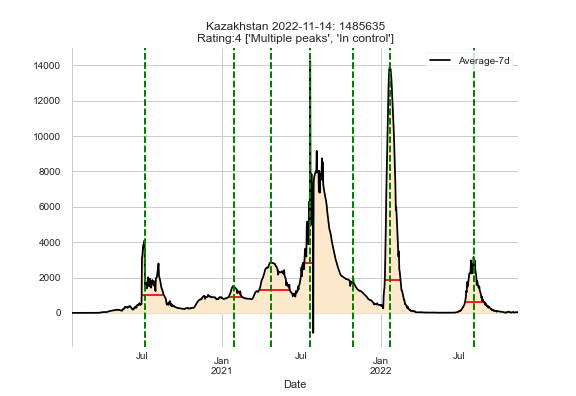 Kazakhstan 2022-11-14: 1485635
Rating:4 ['Multiple peaks', 'In control']
Average-7d
14000
12000
10000
8000
6000
4000
2000
0
Jul
Jan
2021
Jul
Jan
2022
Jul
Date